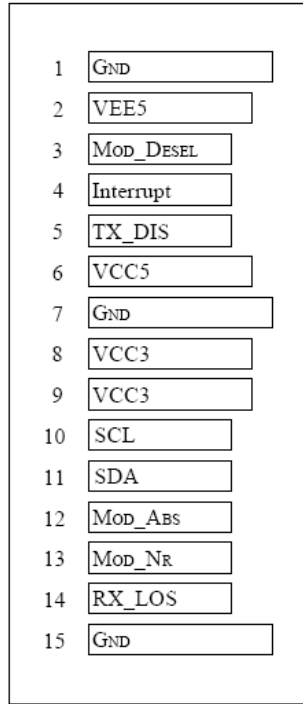 1 GND
2 VEE5
3 MOD_DESEL
4 Interrupt
5 TX_DIS
6 VCC5
7 GND
8 VCC3
9 VCC3
10 SCL
11 SDA
12 MOD_ABS
13 MOD_NR
14 RX_LOS
15 GND